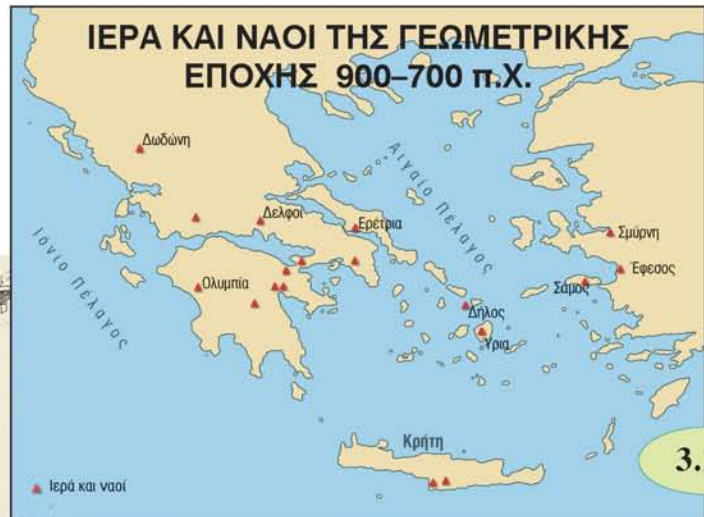 ΙΕΡΑ ΚΑΙ ΝΑΟΙ ΤΗΣ ΓΕΩΜΕΤΡΙΚΗΣ
ΕΠΟΧΗΣ 900–700 π.Χ.
Δωδώνη
Αιγαίο Πέλαγος
Δελφοί
Ερέτρια
Σμύρνη
Ιόνιο Πέλαγος
Έφεσος
Ολυμπία
Σάμος
Δήλος
Ύρια
Κρήτη
3.
Ιερά και ναοί